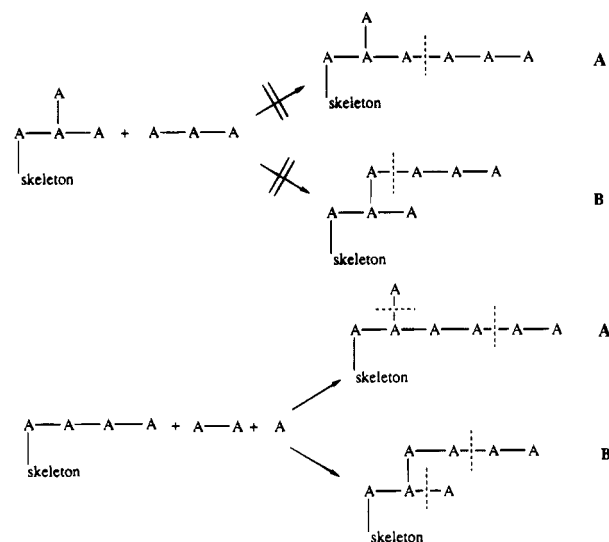 A
A — A — A — A — A — A A
skeleton
A
A — A — A + A — A — A
skeleton
A — A — A — A
A — A — A B
skeleton
A
A — A — A — A — A — A A
skeleton
A — A — A — A + A — A + A
skeleton
A — A — A — A B
A — A — A
skeleton